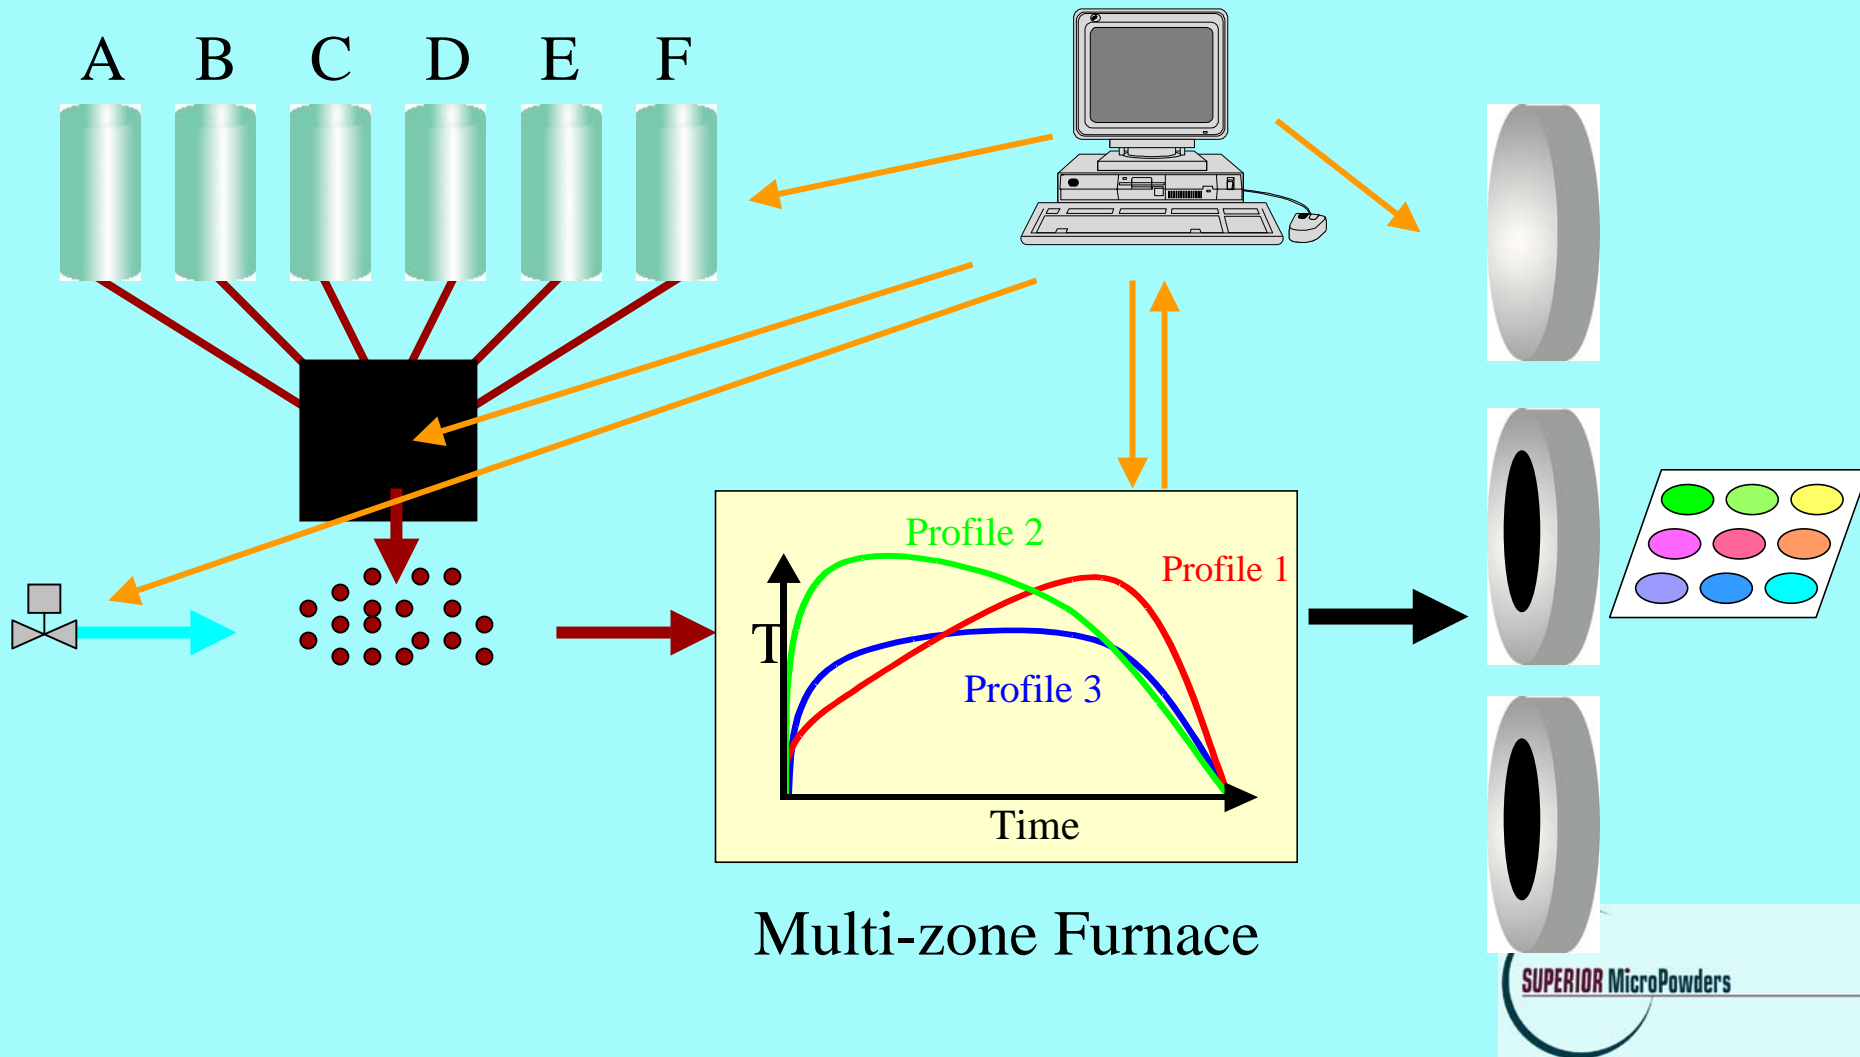 A B C D E F
Profile 2
Profile 1
T
Profile 3
Time
Multi-zone Furnace
SUPERIOR MicroPowders